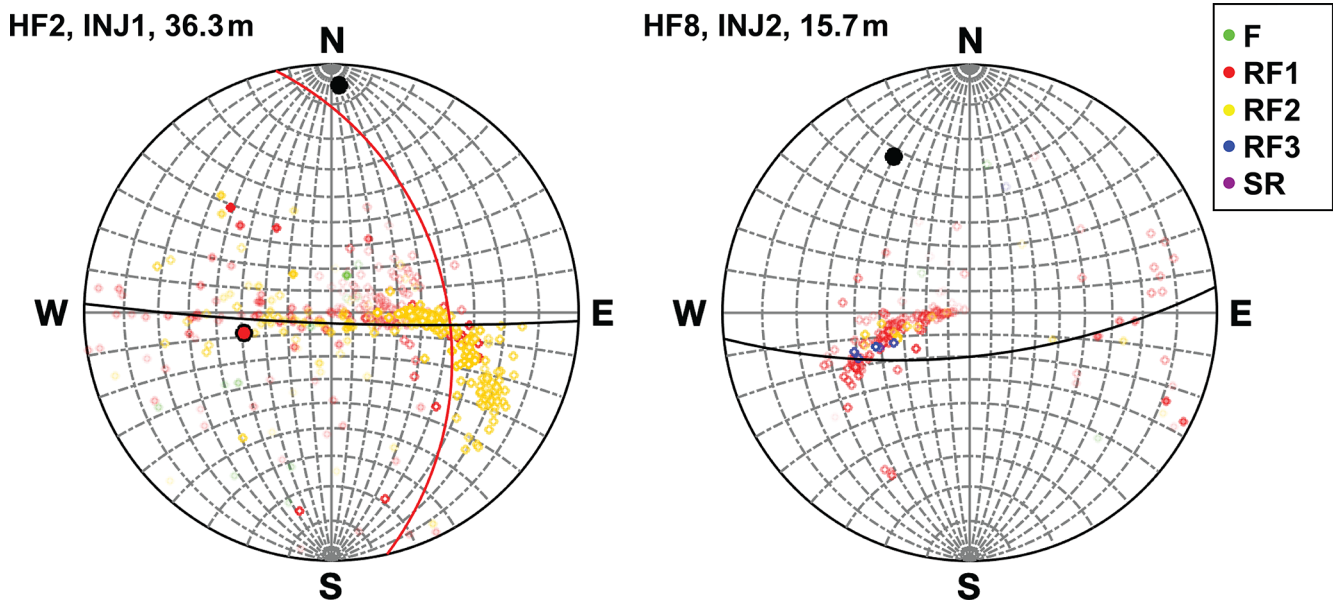 HF2, INJ1, 36.3 m
N
W
E
S
HF8, INJ2, 15.7 m
N
W
E
S
F
RF1
RF2
RF3
SR